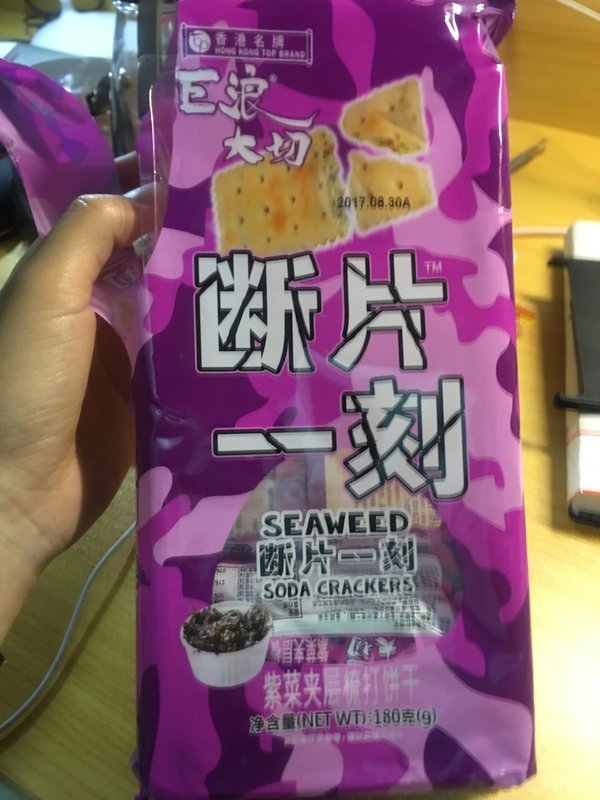 香港名牌
HONG KONG TOP BRAND
巨浪®
大切
2017.08.30A
断片™
一刻
SEAWEED
断片一刻
SODA CRACKERS
大切
紫菜夹层梳打饼干
净含量(NET WT):180克(g)